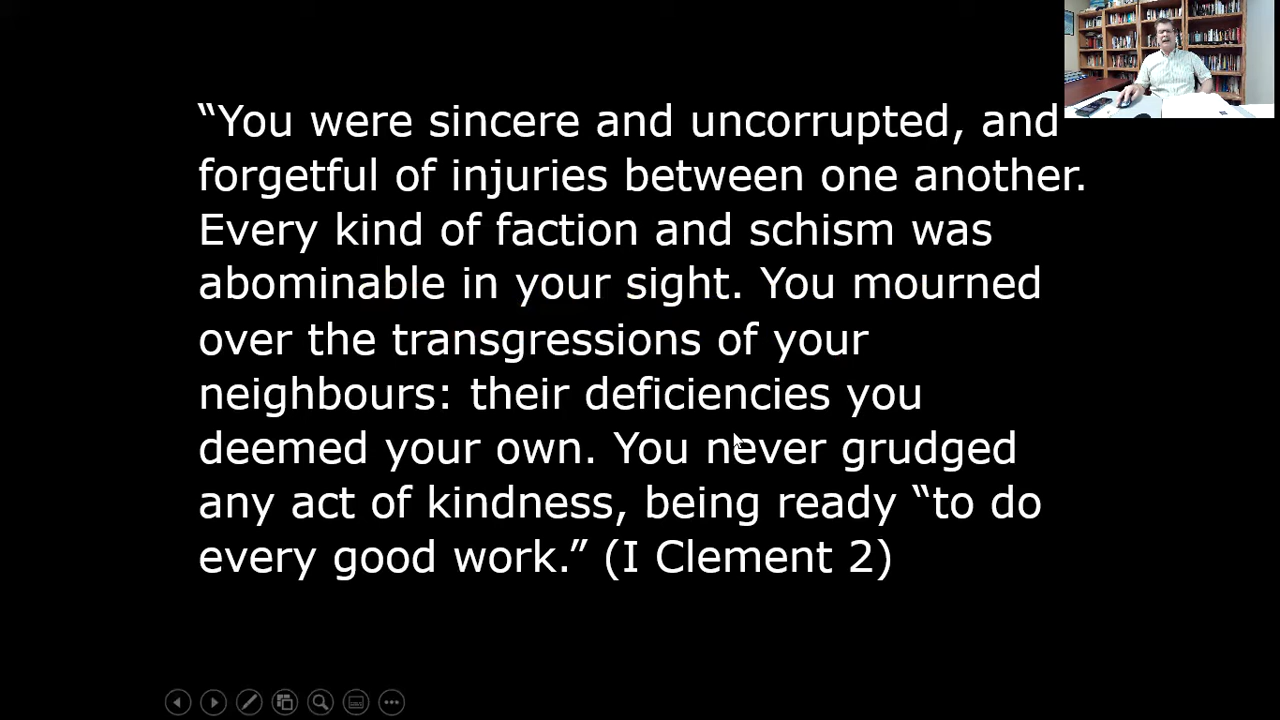 “You were sincere and uncorrupted, and
forgetful of injuries between one another.
Every kind of faction and schism was
abominable in your sight. You mourned
over the transgressions of your
neighbours: their deficiencies you
deemed your own. You never grudged
any act of kindness, being ready “to do
every good work.” (I Clement 2)